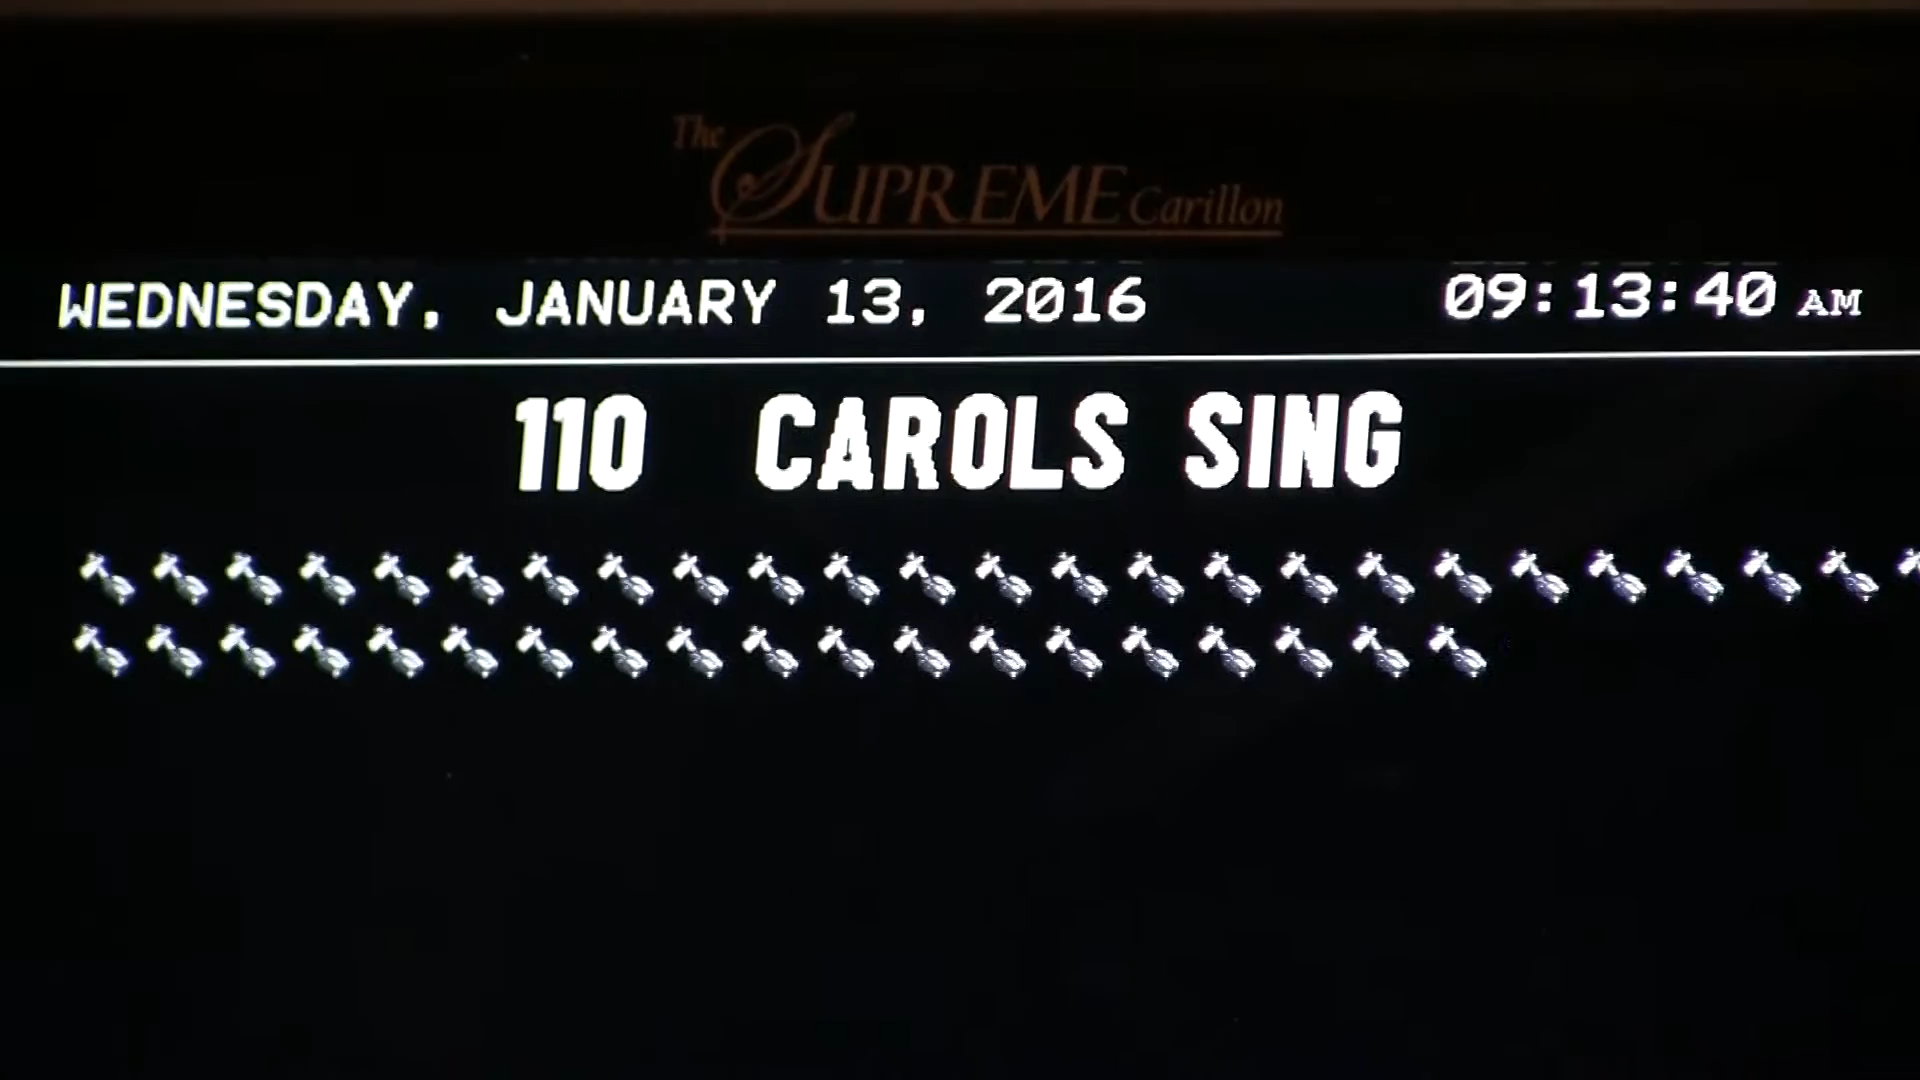 The SUPREME Carillon
WEDNESDAY, JANUARY 13, 2016 09:13:40 AM
110 CAROLS SING